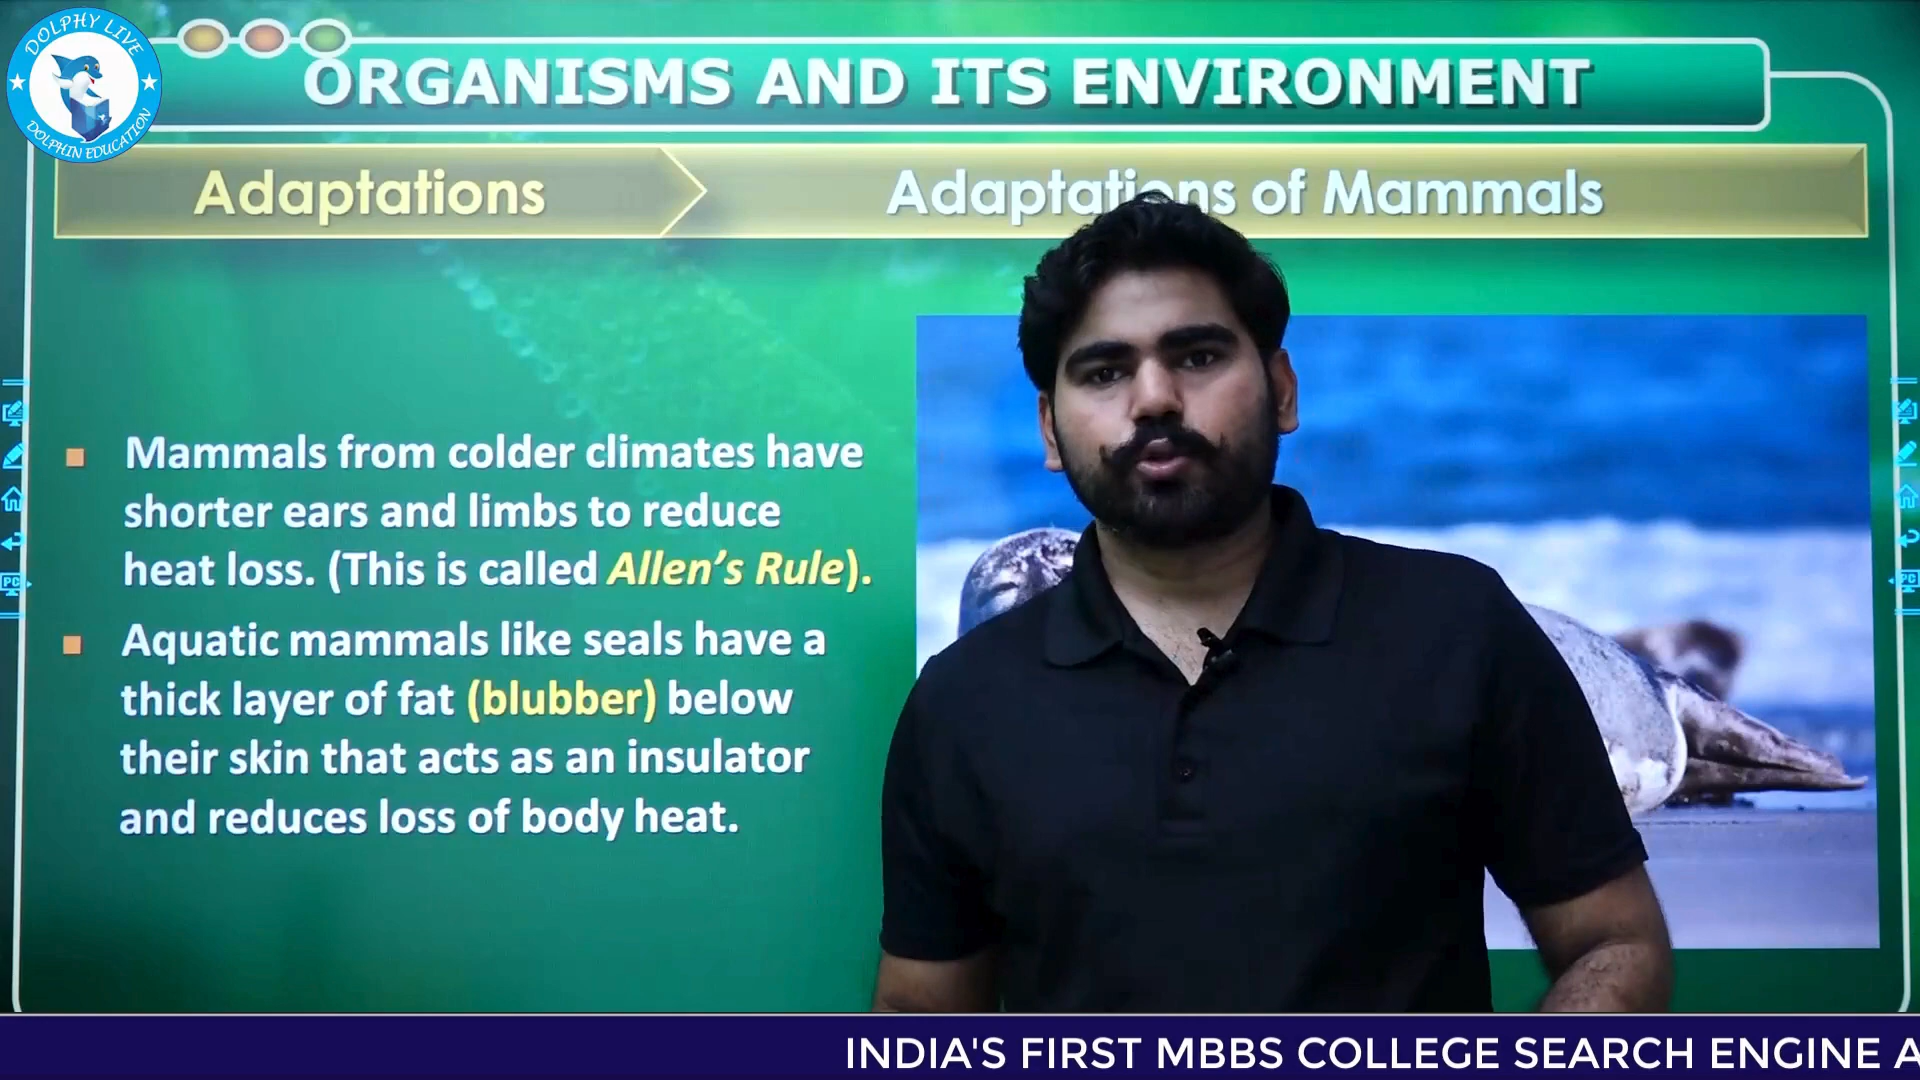 DOLPHY LIVE
DOLPHIN EDUCATION
ORGANISMS AND ITS ENVIRONMENT
Adaptations
Adaptations of Mammals
Mammals from colder climates have
shorter ears and limbs to reduce
heat loss. (This is called Allen's Rule).
Aquatic mammals like seals have a
thick layer of fat (blubber) below
their skin that acts as an insulator
and reduces loss of body heat.
PC
PC
INDIA'S FIRST MBBS COLLEGE SEARCH ENGINE A